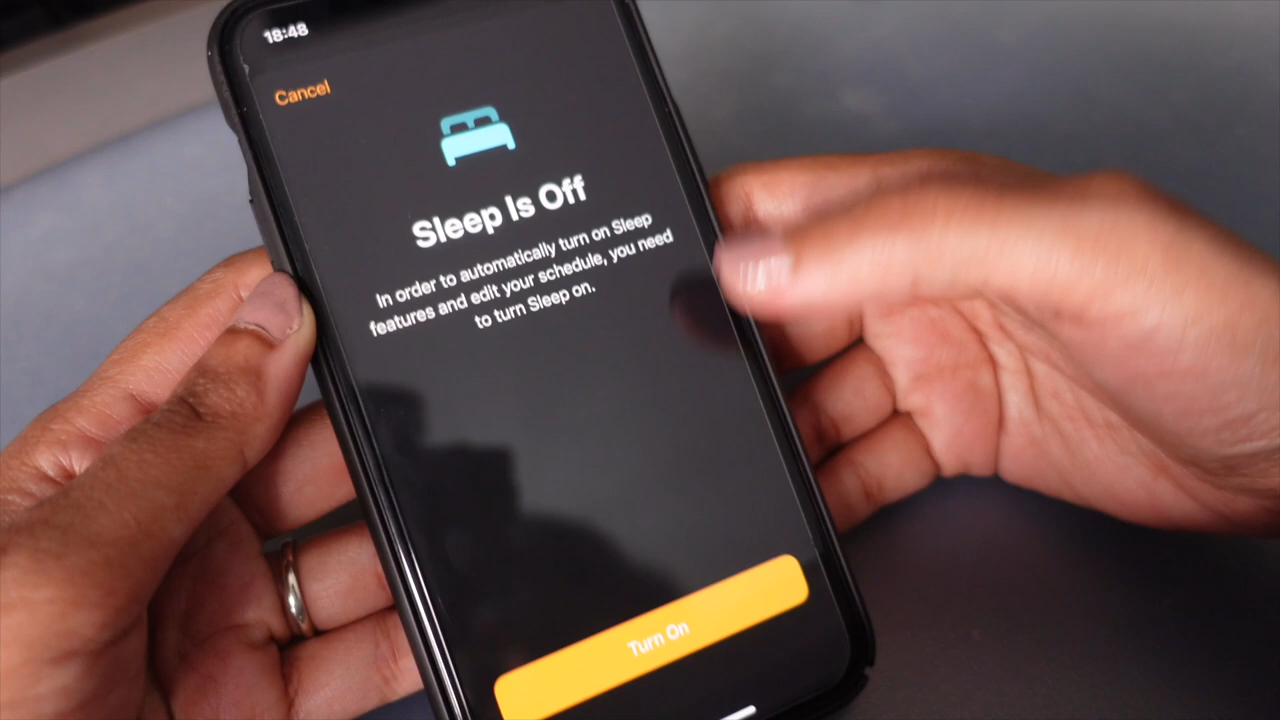 18:48
Cancel
Sleep Is Off
In order to automatically turn on Sleep
features and edit your schedule, you need
to turn Sleep on.
Turn On